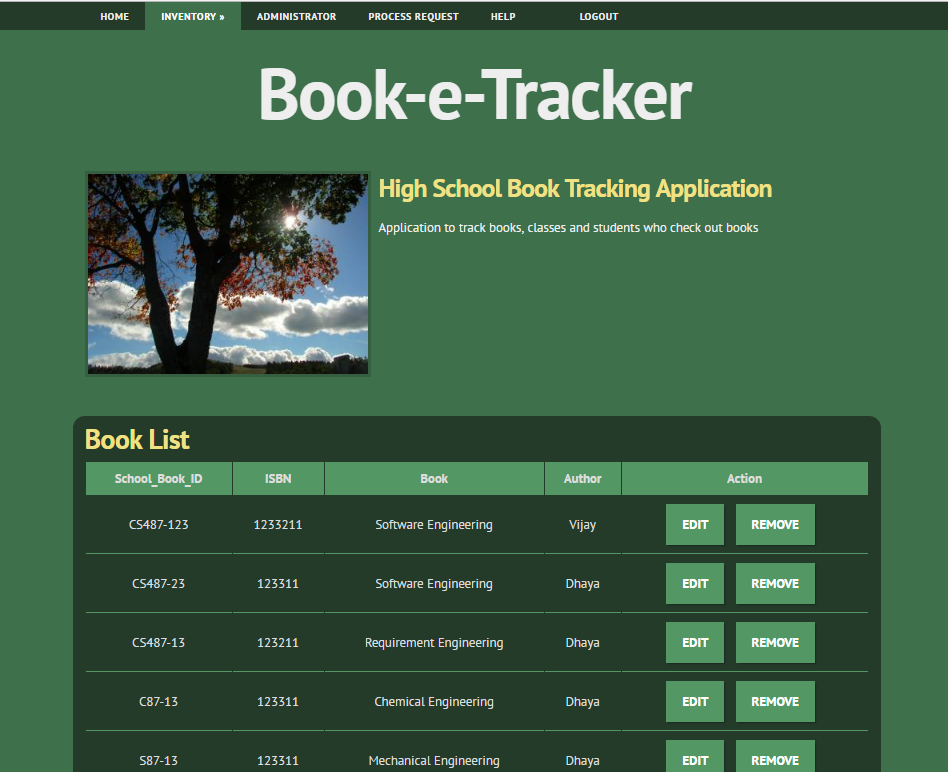 HOME INVENTORY » ADMINISTRATOR PROCESS REQUEST HELP LOGOUT
Book-e-Tracker
High School Book Tracking Application
Application to track books, classes and students who check out books
Book List
School_Book_ID ISBN Book Author Action
CS487-123 1233211 Software Engineering Vijay EDIT REMOVE
CS487-23 123311 Software Engineering Dhaya EDIT REMOVE
CS487-13 123211 Requirement Engineering Dhaya EDIT REMOVE
C87-13 123311 Chemical Engineering Dhaya EDIT REMOVE
S87-13 123311 Mechanical Engineering Dhaya EDIT REMOVE